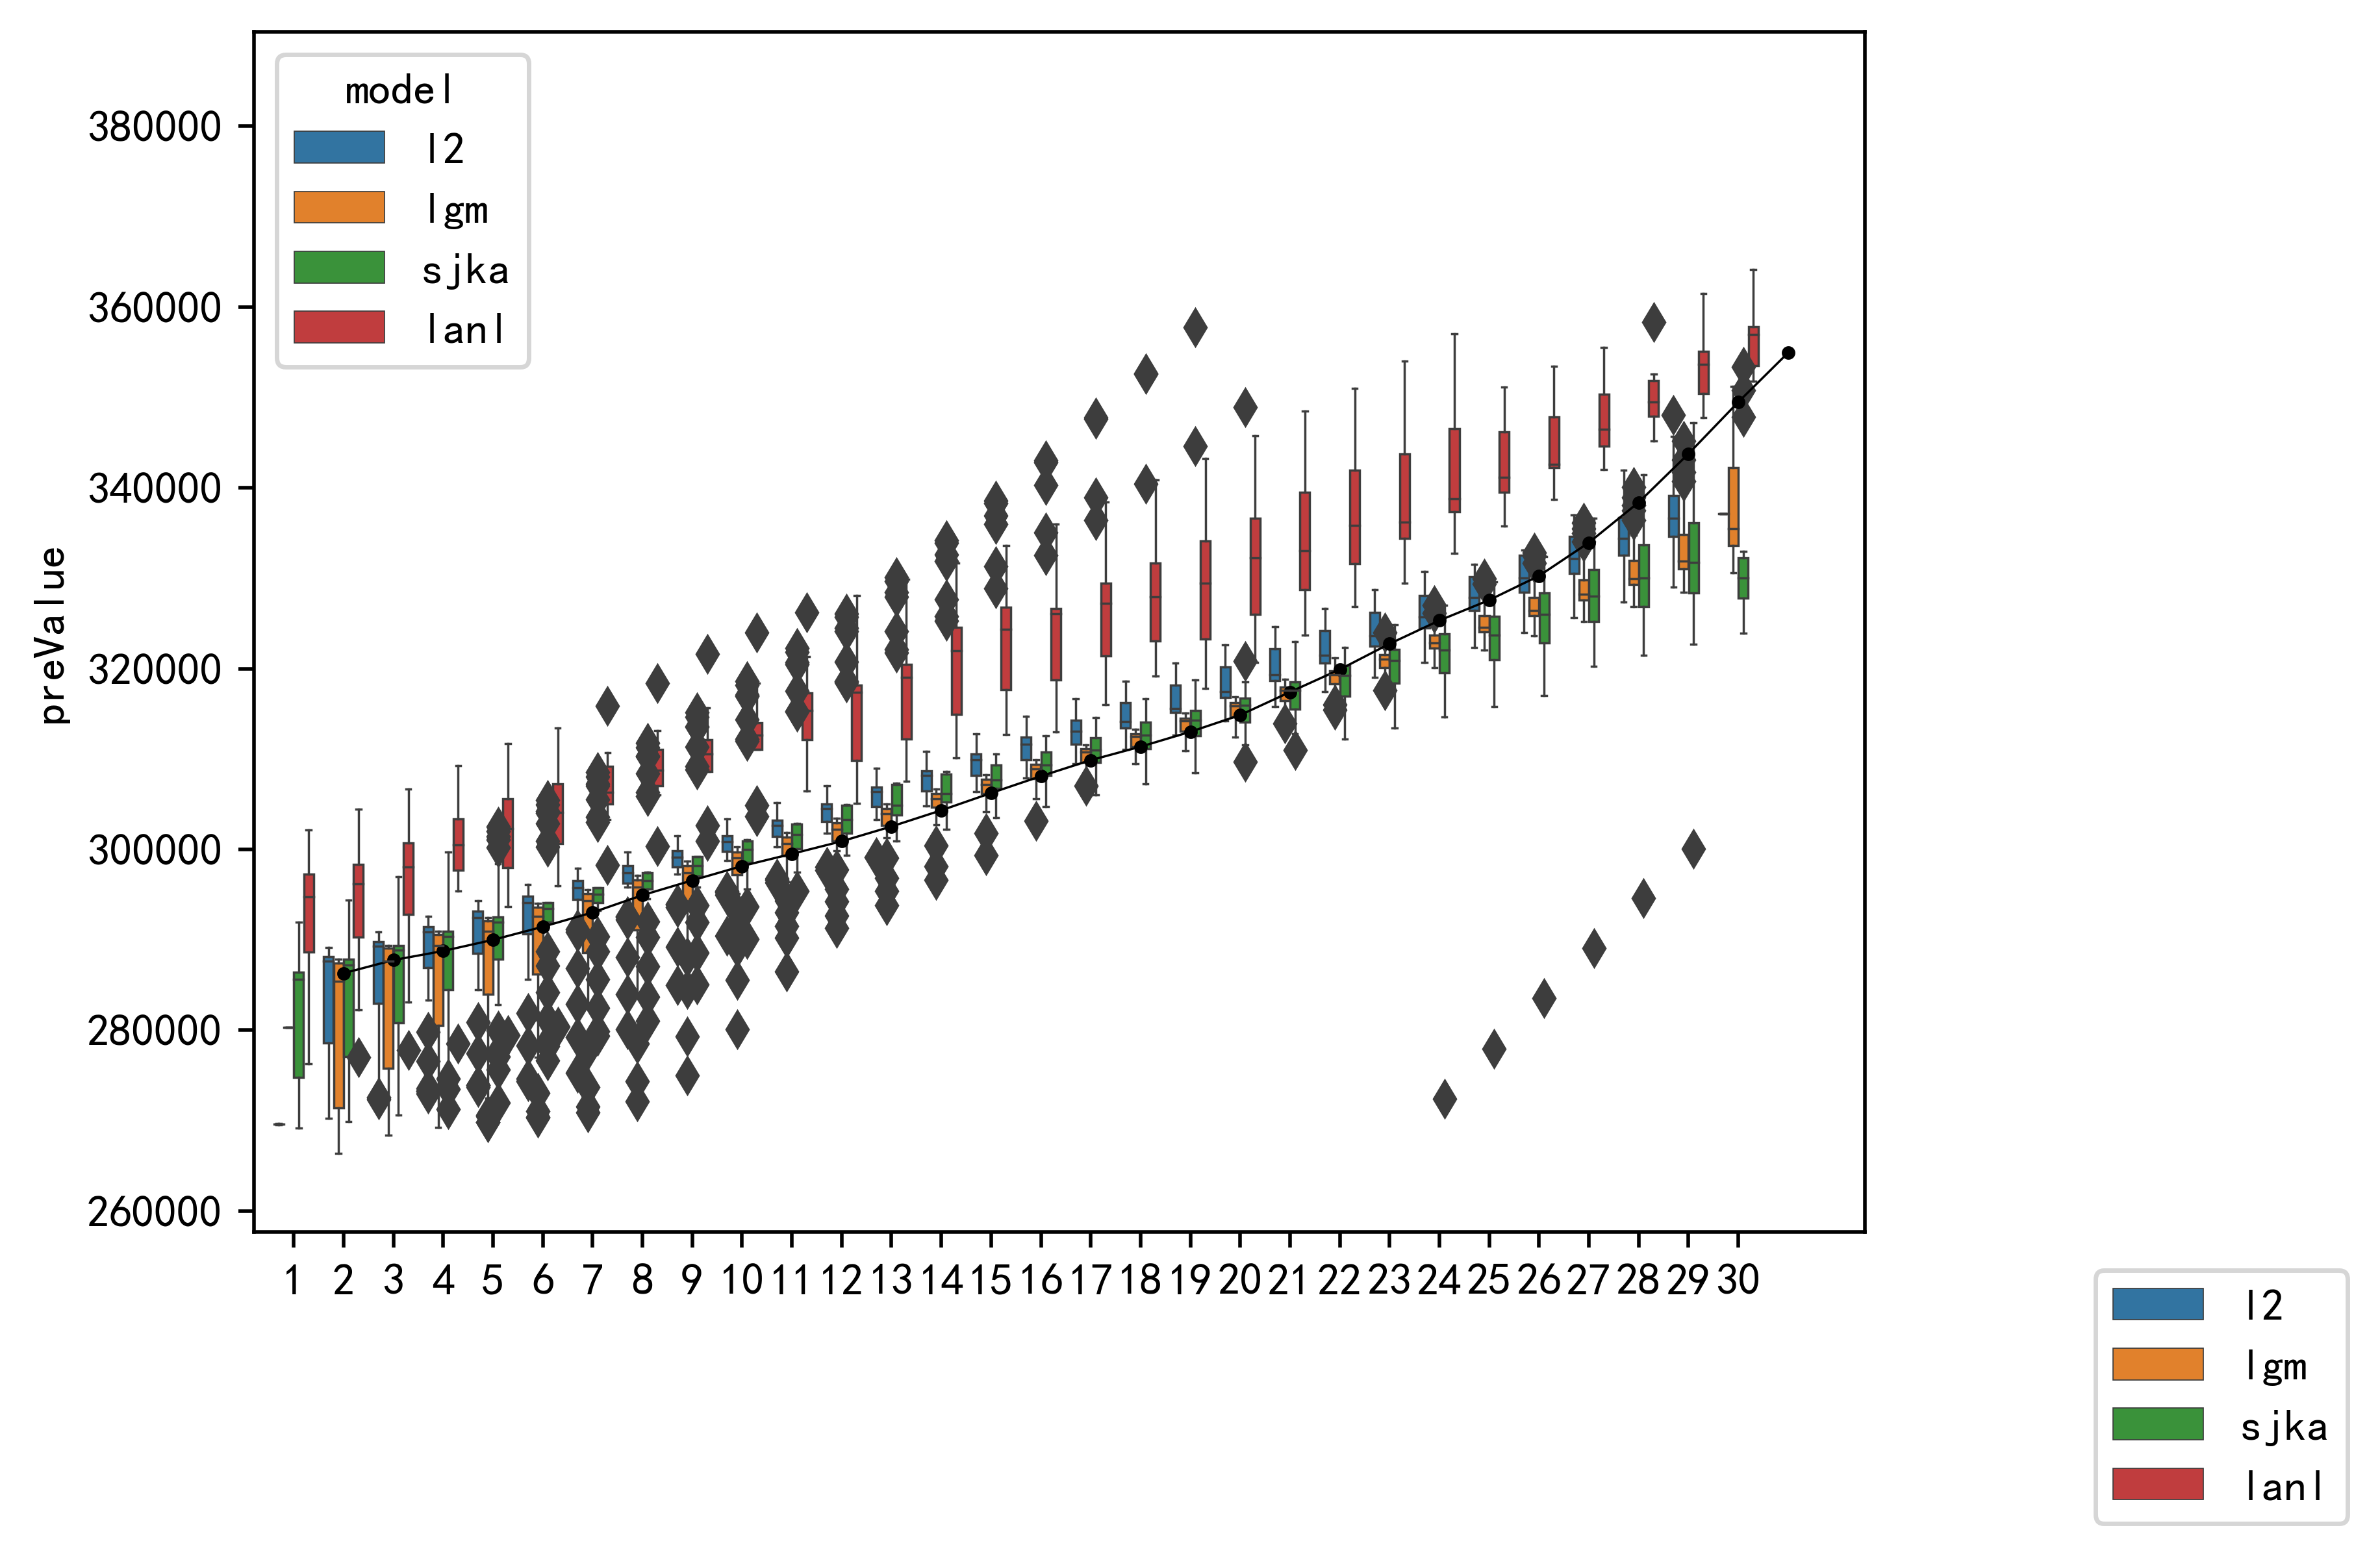 model
l2
lgm
sjka
lanl
380000
360000
340000
320000
300000
280000
260000
preValue
1 2 3 4 5 6 7 8 9 10 11 12 13 14 15 16 17 18 19 20 21 22 23 24 25 26 27 28 29 30
l2
lgm
sjka
lanl